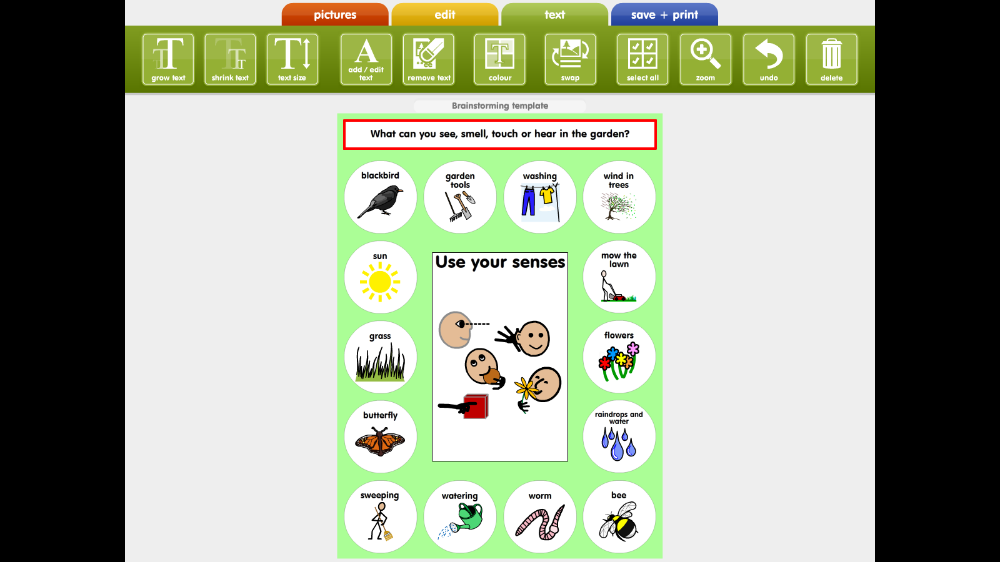 pictures
edit
text
save + print
grow text
shrink text
text size
add / edit
text
remove text
colour
swap
select all
zoom
undo
delete
Brainstorming template
What can you see, smell, touch or hear in the garden?
blackbird
garden
tools
washing
wind in
trees
sun
Use your senses
mow the
lawn
grass
flowers
butterfly
raindrops and
water
sweeping
watering
worm
bee